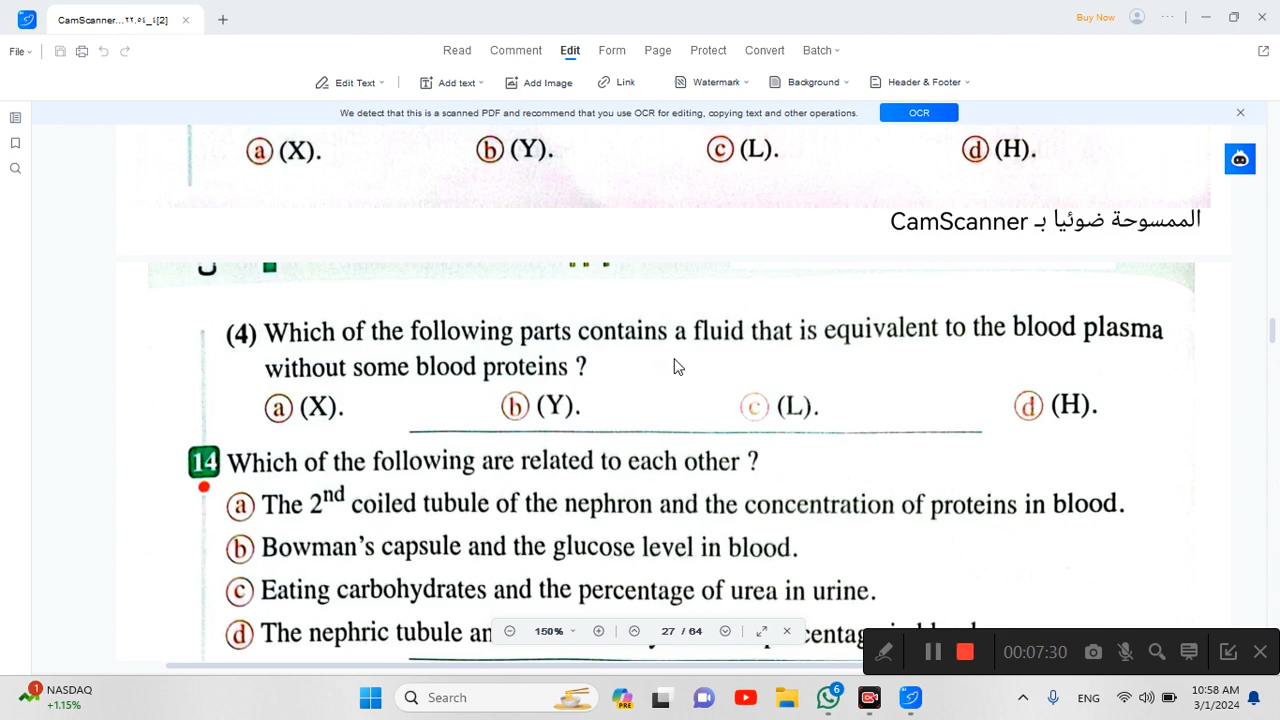 CamScanner...٢٢,٥٤_٤[2]
Buy Now
File
Read Comment Edit Form Page Protect Convert Batch
Edit Text Add text Add Image Link Watermark Background Header & Footer
We detect that this is a scanned PDF and recommend that you use OCR for editing, copying text and other operations. OCR
a (X). b (Y). c (L). d (H).
الممسوحة ضوئيا بـ CamScanner
(4) Which of the following parts contains a fluid that is equivalent to the blood plasma
without some blood proteins ?
a (X). b (Y). c (L). d (H).
14 Which of the following are related to each other ?
a The 2nd coiled tubule of the nephron and the concentration of proteins in blood.
b Bowman's capsule and the glucose level in blood.
c Eating carbohydrates and the percentage of urea in urine.
d The nephric tubule
150% 27 / 64
00:07:30
1 NASDAQ
+1.15%
Search
PRE
6
ENG
10:58 AM
3/1/2024